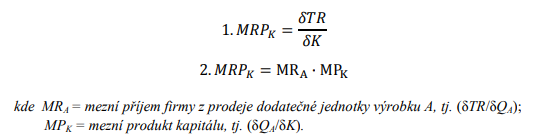 1. MRP_K = δTR / δK
2. MRP_K = MR_A · MP_K
kde MR_A = mezní příjem firmy z prodeje dodatečné jednotky výrobku A, tj. (δTR/δQ_A);
MP_K = mezní produkt kapitálu, tj. (δQ_A/δK).